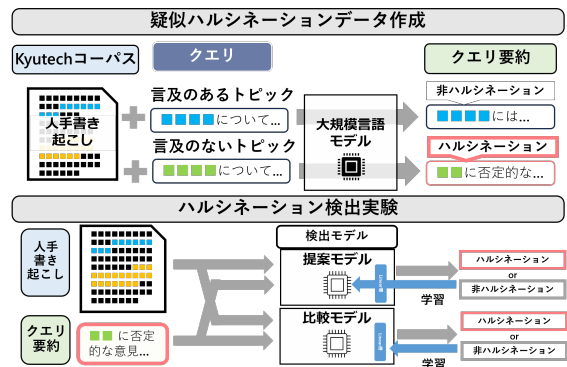 疑似ハルシネーションデータ作成
Kyutechコーパス
クエリ
クエリ要約
人手書き
起こし
言及のあるトピック
について...
言及のないトピック
について...
大規模言語
モデル
非ハルシネーション
には...
ハルシネーション
に否定的な...
ハルシネーション検出実験
人手
書き
起こし
クエリ
要約
に否定
的な意見...
検出モデル
提案モデル
比較モデル
学習
学習
ハルシネーション
or
非ハルシネーション
ハルシネーション
or
非ハルシネーション